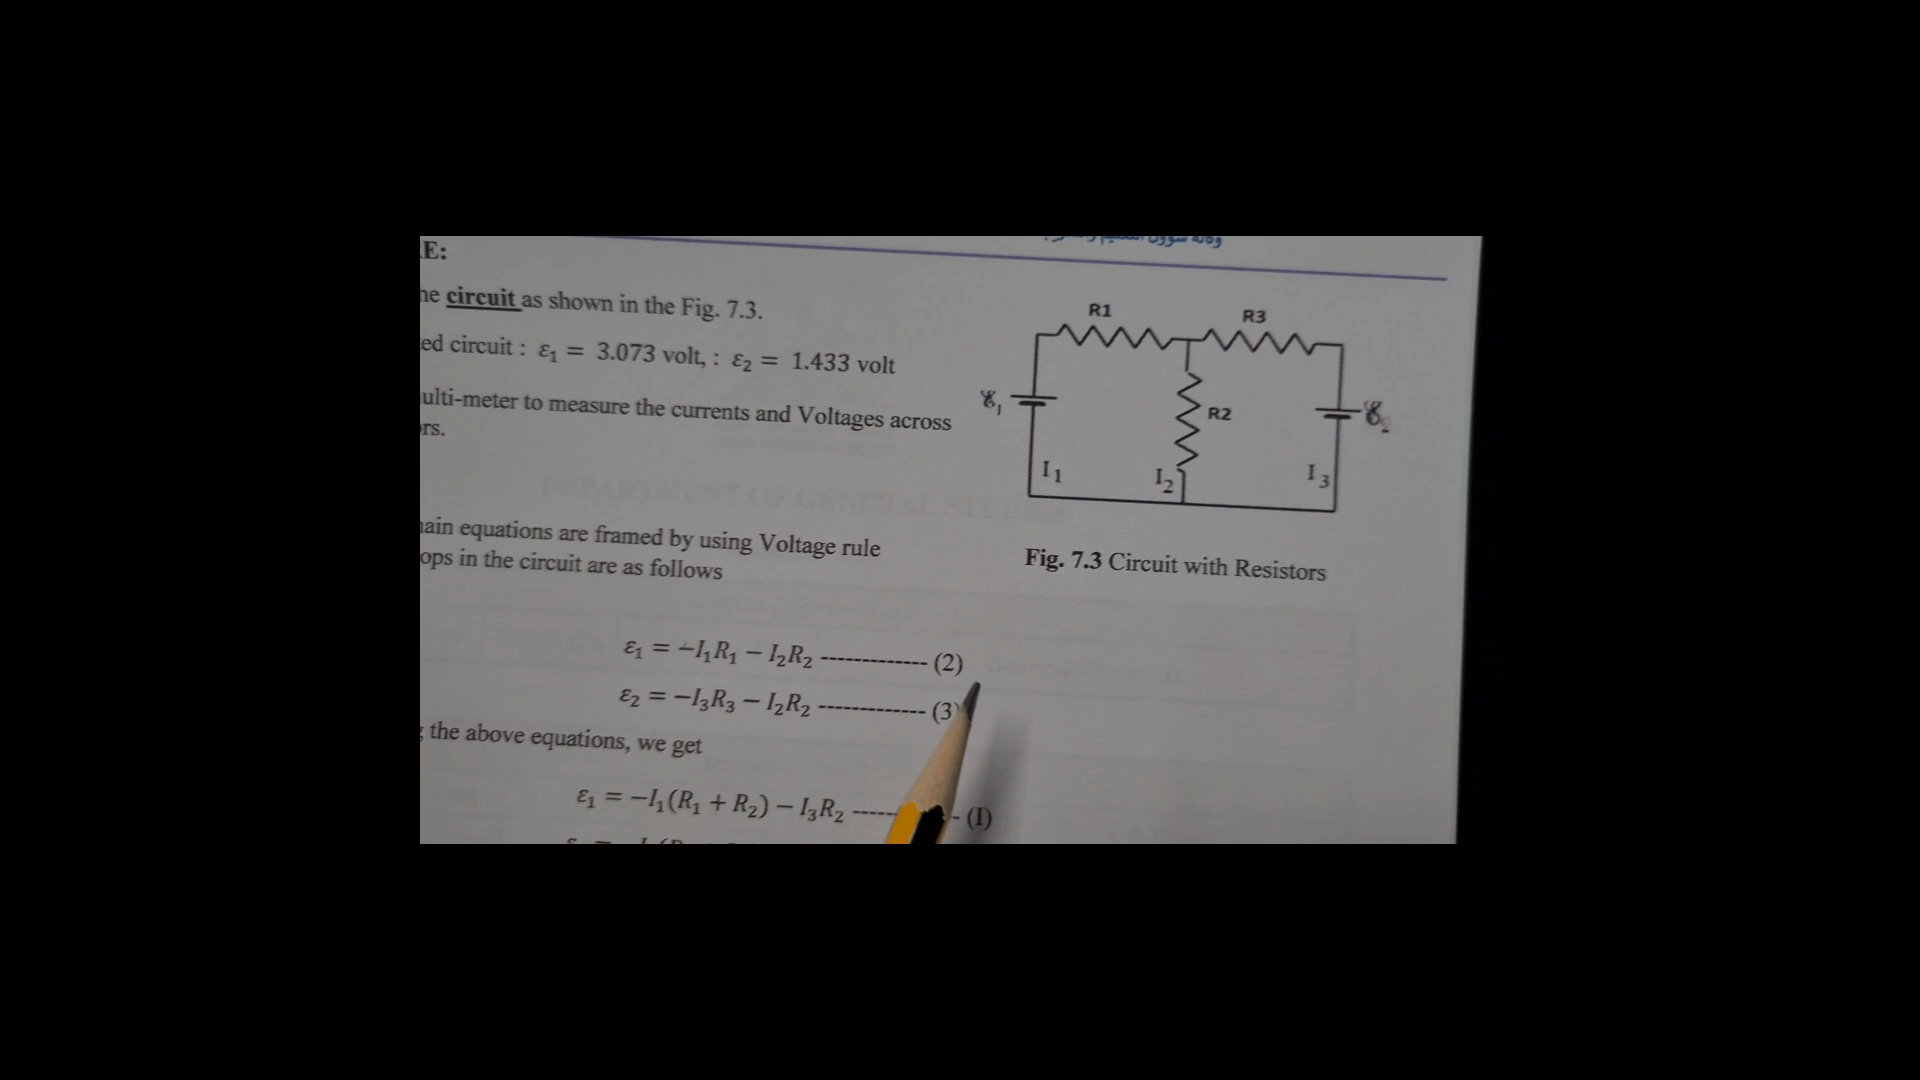 E:
he circuit as shown in the Fig. 7.3.
ed circuit : ε₁ = 3.073 volt, : ε₂ = 1.433 volt
ulti-meter to measure the currents and Voltages across
rs.
R1
R3
R2
I₁
I₂
I₃
Fig. 7.3 Circuit with Resistors
ain equations are framed by using Voltage rule
ops in the circuit are as follows
ε₁ = −I₁R₁ − I₂R₂ ------------- (2)
ε₂ = −I₃R₃ − I₂R₂ ------------- (3)
the above equations, we get
ε₁ = −I₁(R₁ + R₂) − I₃R₂ ------ - (I)